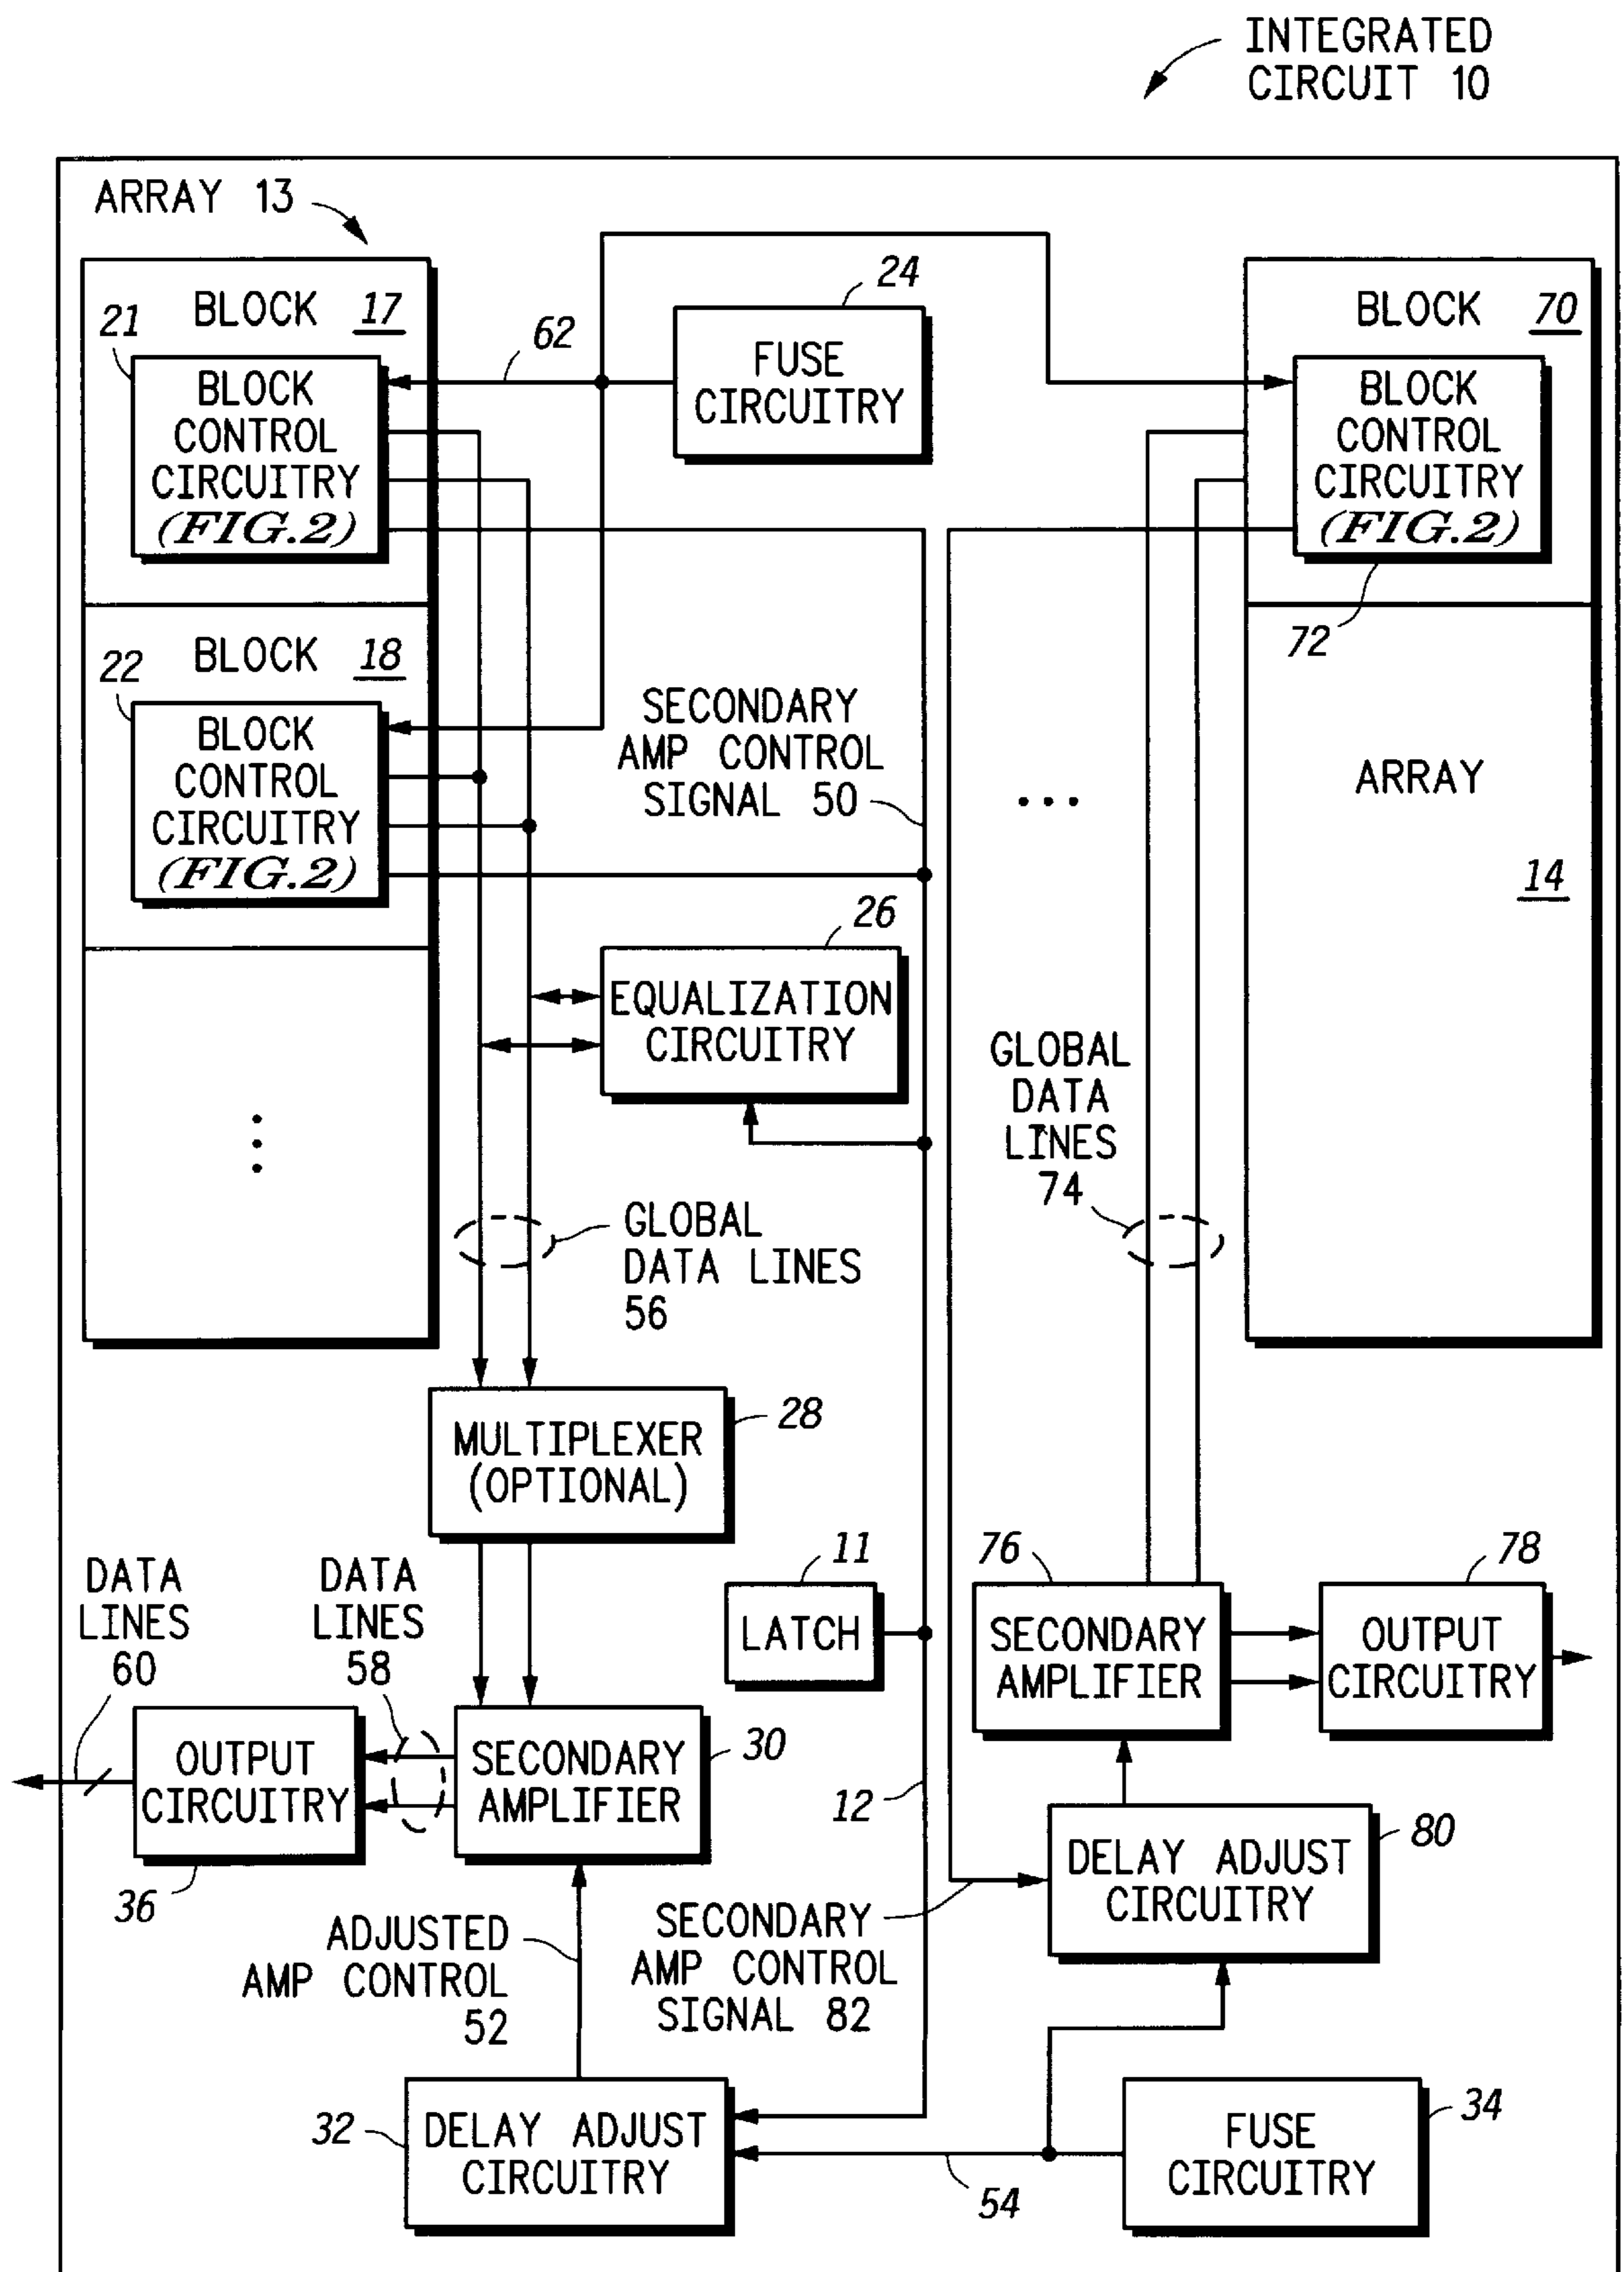 INTEGRATED
CIRCUIT 10
ARRAY 13
BLOCK 17
21
BLOCK
CONTROL
CIRCUITRY
(FIG.2)
62
24
FUSE
CIRCUITRY
BLOCK 70
BLOCK
CONTROL
CIRCUITRY
(FIG.2)
72
BLOCK 18
22
BLOCK
CONTROL
CIRCUITRY
(FIG.2)
SECONDARY
AMP CONTROL
SIGNAL 50
...
ARRAY
14
26
EQUALIZATION
CIRCUITRY
GLOBAL
DATA
LINES
74
GLOBAL
DATA LINES
56
28
MULTIPLEXER
(OPTIONAL)
DATA
LINES
60
DATA
LINES
58
11
LATCH
76
SECONDARY
AMPLIFIER
78
OUTPUT
CIRCUITRY
OUTPUT
CIRCUITRY
36
SECONDARY
AMPLIFIER
30
12
80
DELAY ADJUST
CIRCUITRY
ADJUSTED
AMP CONTROL
52
SECONDARY
AMP CONTROL
SIGNAL 82
32
DELAY ADJUST
CIRCUITRY
54
FUSE
CIRCUITRY
34